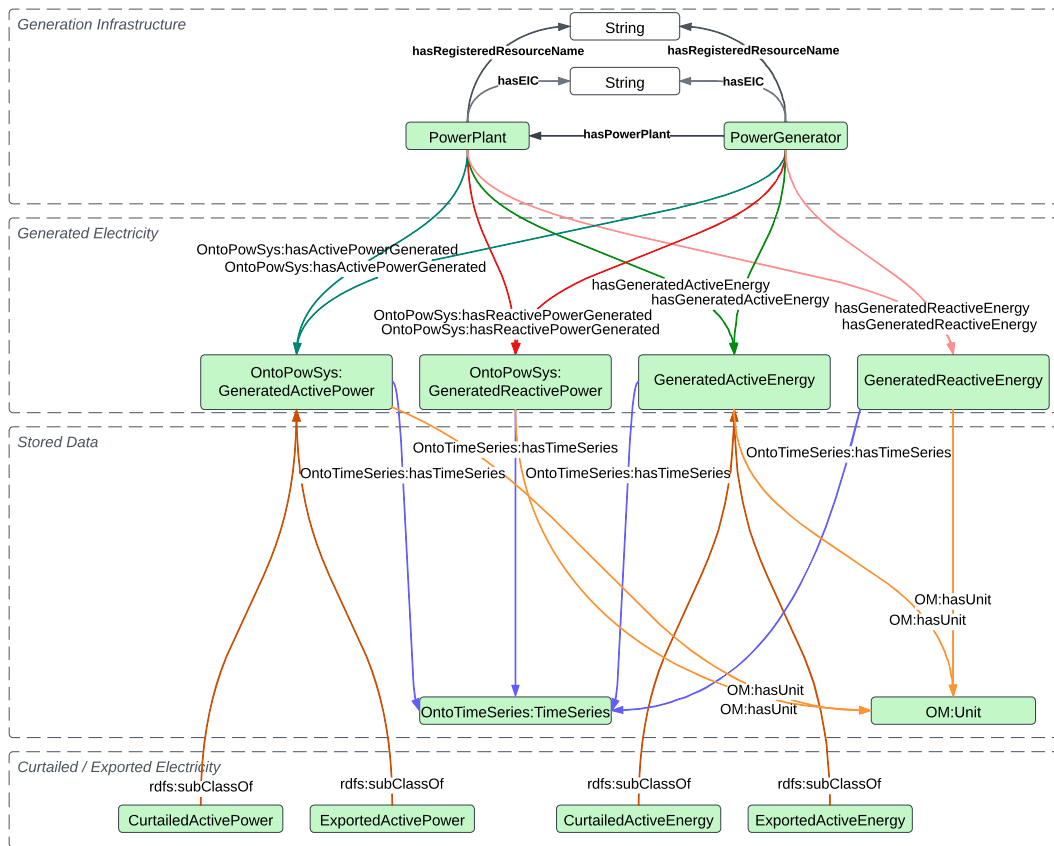 Generation Infrastructure
String
hasRegisteredResourceName
hasRegisteredResourceName
hasEIC
String
hasEIC
PowerPlant
hasPowerPlant
PowerGenerator
Generated Electricity
OntoPowSys:hasActivePowerGenerated
OntoPowSys:hasActivePowerGenerated
hasGeneratedActiveEnergy
hasGeneratedActiveEnergy
hasGeneratedReactiveEnergy
OntoPowSys:hasReactivePowerGenerated
hasGeneratedReactiveEnergy
OntoPowSys:hasReactivePowerGenerated
OntoPowSys:
GeneratedActivePower
OntoPowSys:
GeneratedReactivePower
GeneratedActiveEnergy
GeneratedReactiveEnergy
Stored Data
OntoTimeSeries:hasTimeSeries
OntoTimeSeries:hasTimeSeries
OntoTimeSeries:hasTimeSeries
OntoTimeSeries:hasTimeSeries
OM:hasUnit
OM:hasUnit
OM:hasUnit
OM:hasUnit
OntoTimeSeries:TimeSeries
OM:Unit
Curtailed / Exported Electricity
rdfs:subClassOf
rdfs:subClassOf
rdfs:subClassOf
rdfs:subClassOf
CurtailedActivePower
ExportedActivePower
CurtailedActiveEnergy
ExportedActiveEnergy